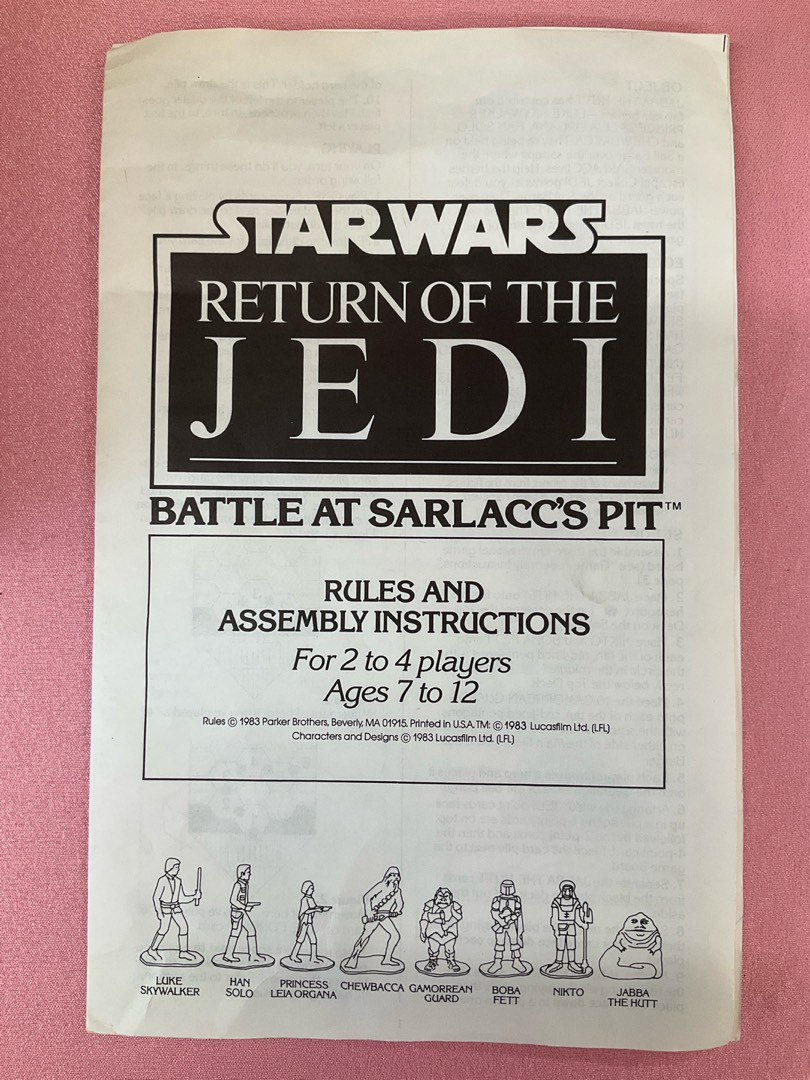 STAR WARS
RETURN OF THE
JEDI
BATTLE AT SARLACC'S PIT™
RULES AND
ASSEMBLY INSTRUCTIONS
For 2 to 4 players
Ages 7 to 12
Rules © 1983 Parker Brothers, Beverly, MA 01915. Printed in U.S.A. TM: © 1983 Lucasfilm Ltd. (LFL)
Characters and Designs © 1983 Lucasfilm Ltd. (LFL)
LUKE
SKYWALKER
HAN
SOLO
PRINCESS
LEIA ORGANA
CHEWBACCA
GAMORREAN
GUARD
BOBA
FETT
NIKTO
JABBA
THE HUTT